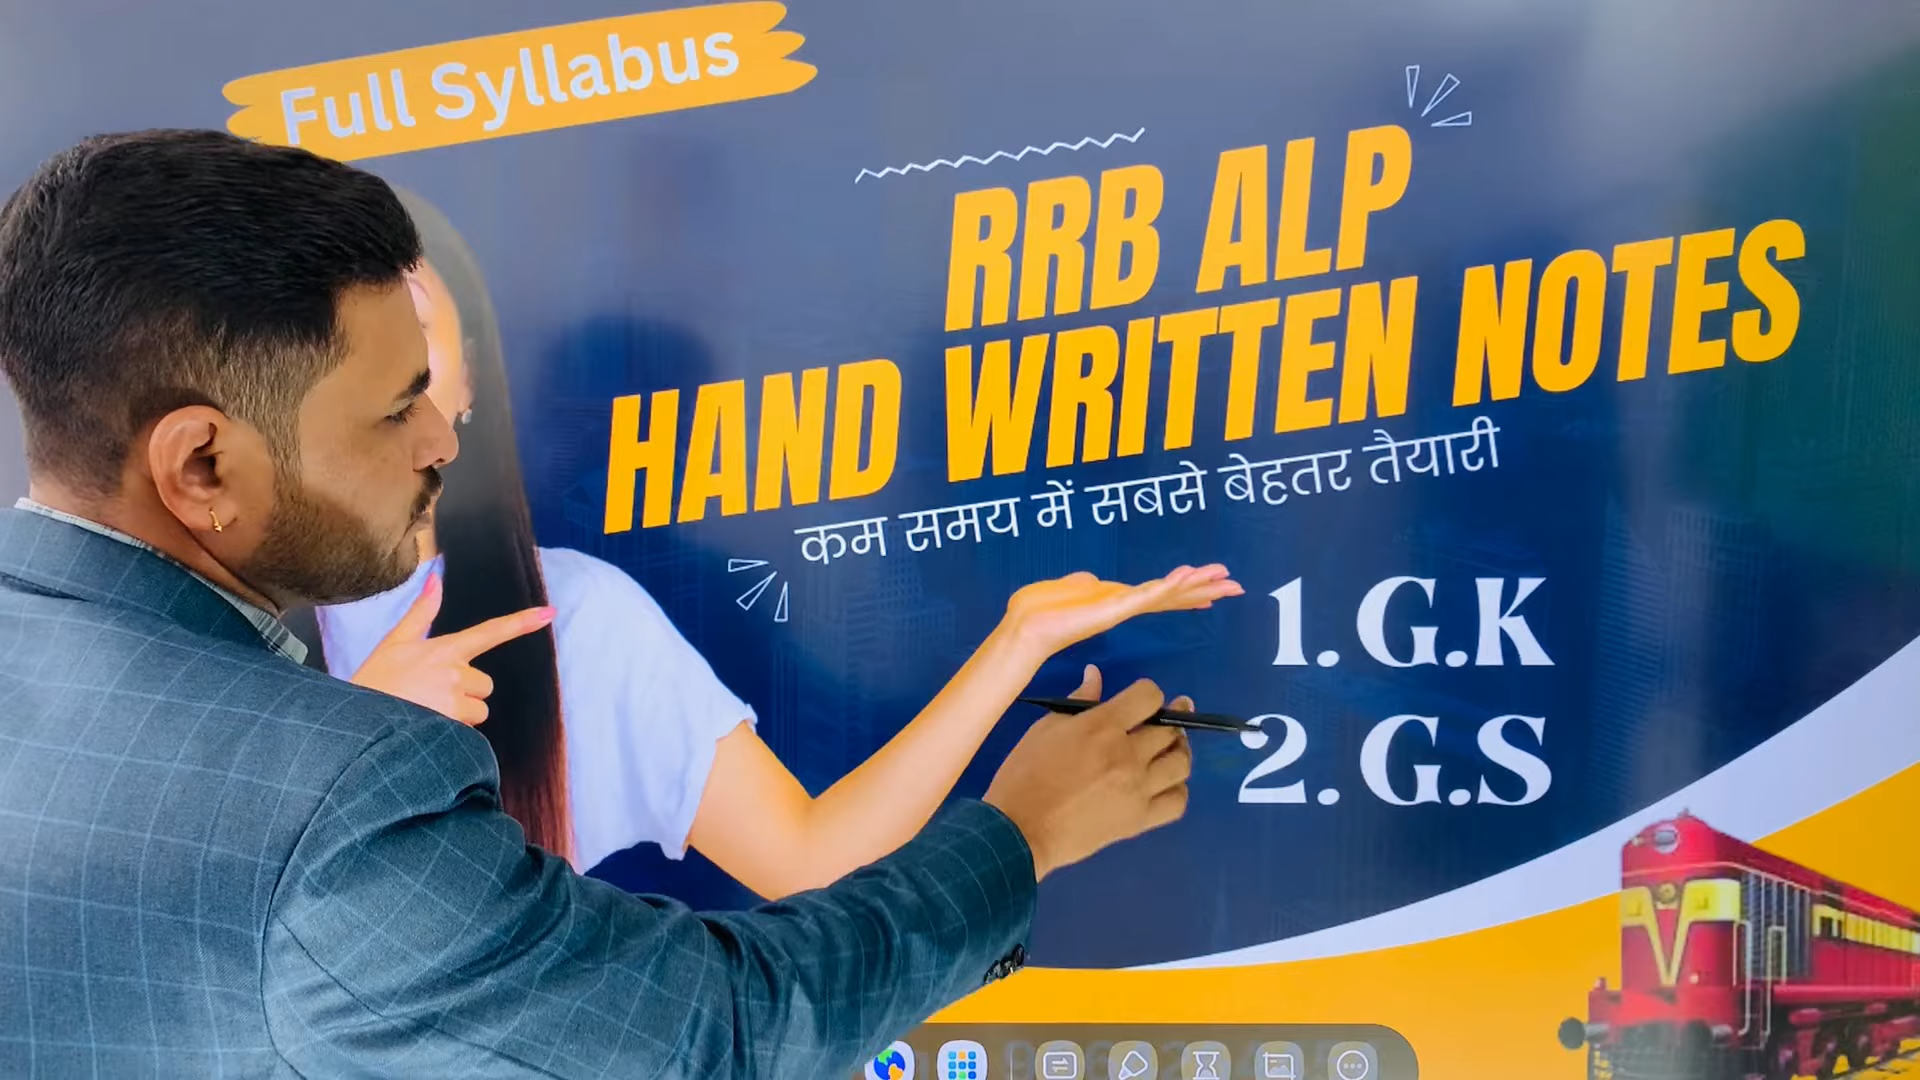 Full Syllabus
RRB ALP
HAND WRITTEN NOTES
कम समय में सबसे बेहतर तैयारी
1.G.K
2.G.S